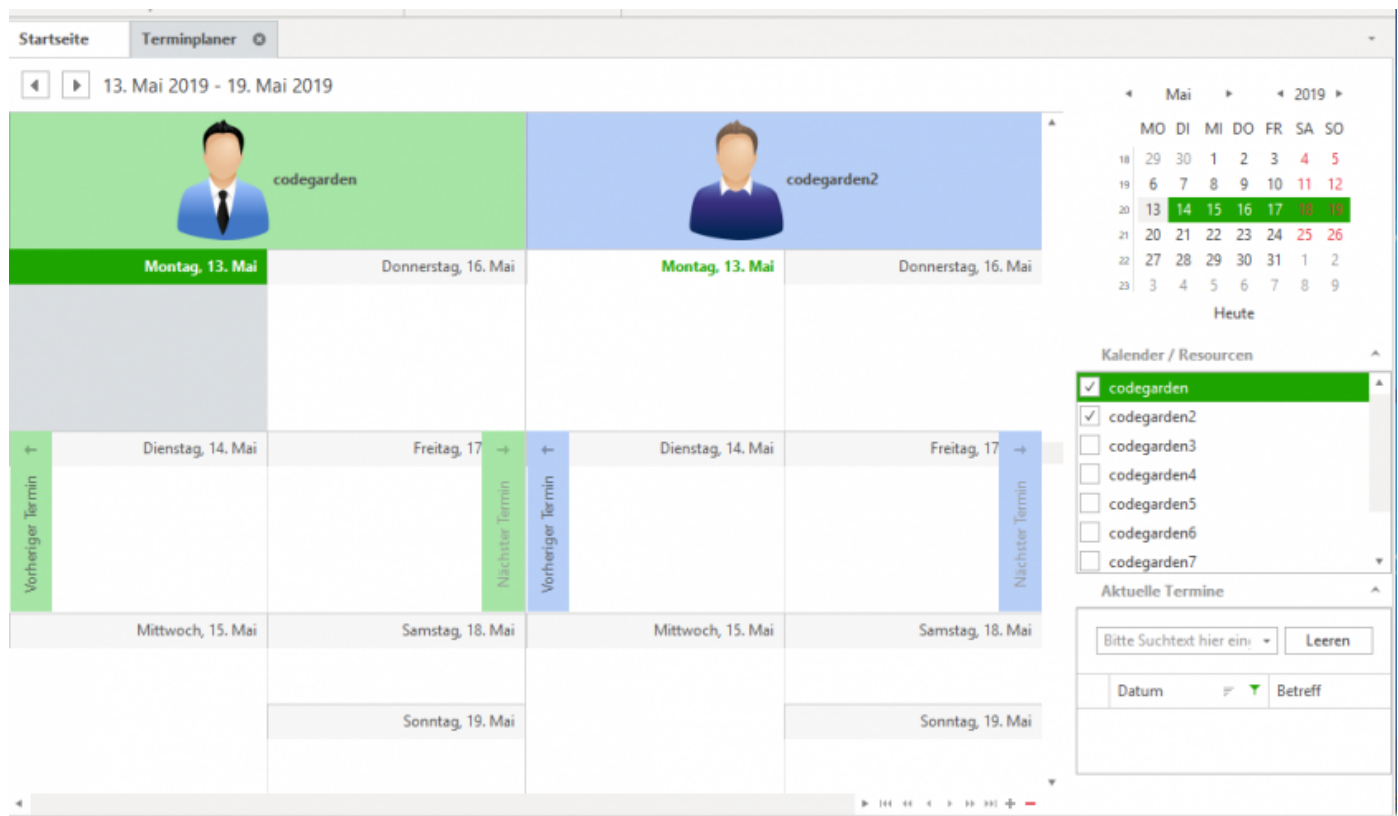 Startseite
Terminplaner
13. Mai 2019 - 19. Mai 2019
codegarden
codegarden2
Montag, 13. Mai
Donnerstag, 16. Mai
Montag, 13. Mai
Donnerstag, 16. Mai
Dienstag, 14. Mai
Freitag, 17
Dienstag, 14. Mai
Freitag, 17
Vorheriger Termin
Nächster Termin
Vorheriger Termin
Nächster Termin
Mittwoch, 15. Mai
Samstag, 18. Mai
Mittwoch, 15. Mai
Samstag, 18. Mai
Sonntag, 19. Mai
Sonntag, 19. Mai
Mai 2019
MO DI MI DO FR SA SO
18 29 30 1 2 3 4 5
19 6 7 8 9 10 11 12
20 13 14 15 16 17 18 19
21 20 21 22 23 24 25 26
22 27 28 29 30 31 1 2
23 3 4 5 6 7 8 9
Heute
Kalender / Resourcen
codegarden
codegarden2
codegarden3
codegarden4
codegarden5
codegarden6
codegarden7
Aktuelle Termine
Bitte Suchtext hier ein
Leeren
Datum
Betreff